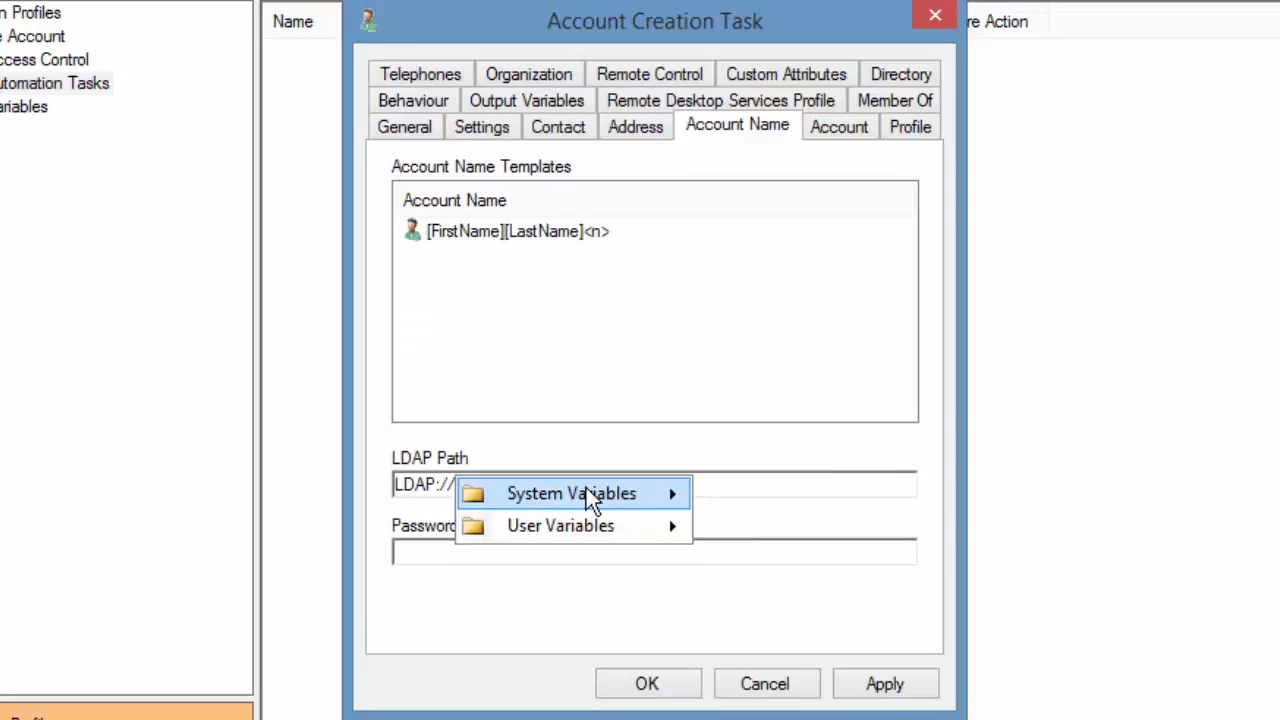 n Profiles
e Account
ccess Control
utomation Tasks
ariables
Name
re Action
Account Creation Task
Telephones Organization Remote Control Custom Attributes Directory
Behaviour Output Variables Remote Desktop Services Profile Member Of
General Settings Contact Address Account Name Account Profile
Account Name Templates
Account Name
[FirstName][LastName]<n>
LDAP Path
LDAP://
System Variables
Password
User Variables
OK Cancel Apply